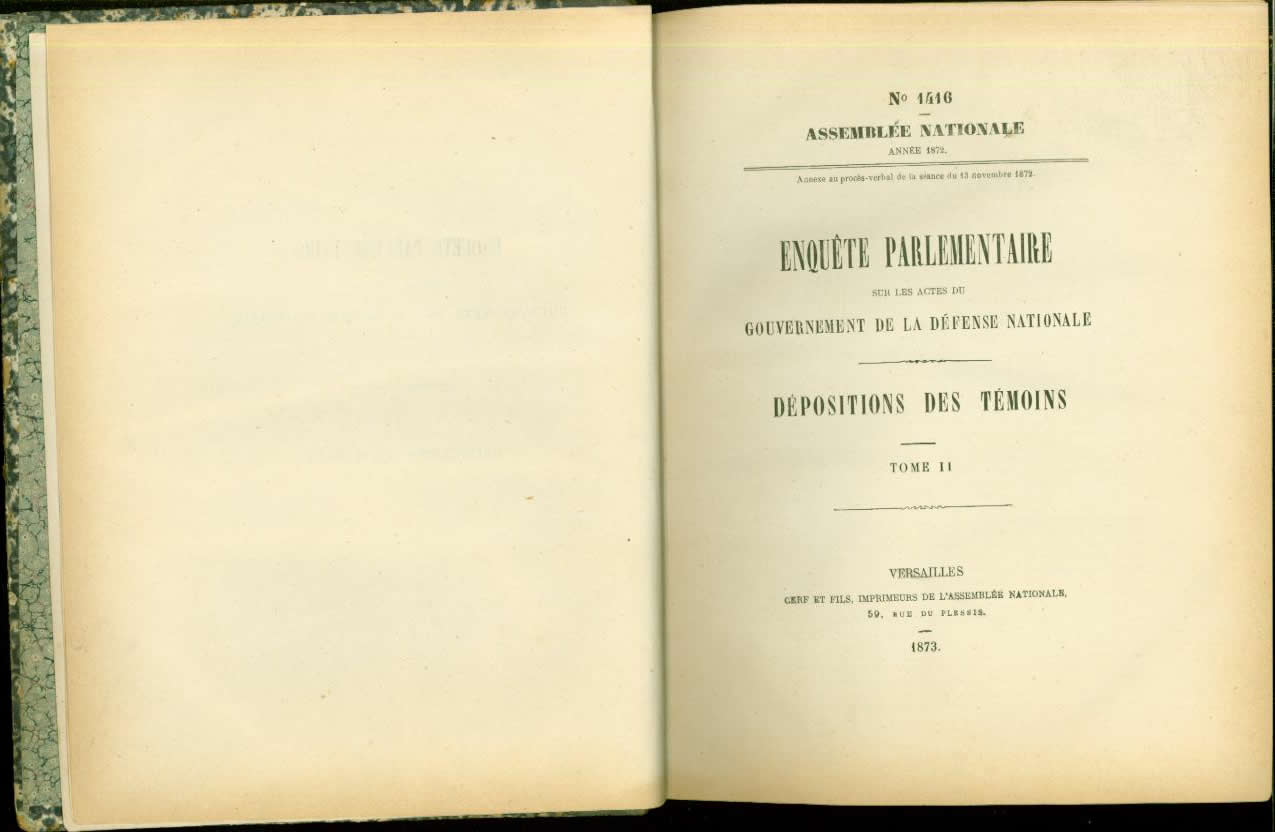 Nº 1416
ASSEMBLÉE NATIONALE
ANNÉE 1872.
Annexe au procès-verbal de la séance du 13 novembre 1872.
ENQUÊTE PARLEMENTAIRE
SUR LES ACTES DU
GOUVERNEMENT DE LA DÉFENSE NATIONALE
DÉPOSITIONS DES TÉMOINS
TOME II
VERSAILLES
CERF ET FILS, IMPRIMEURS DE L'ASSEMBLÉE NATIONALE,
59, RUE DU PLESSIS.
1873.